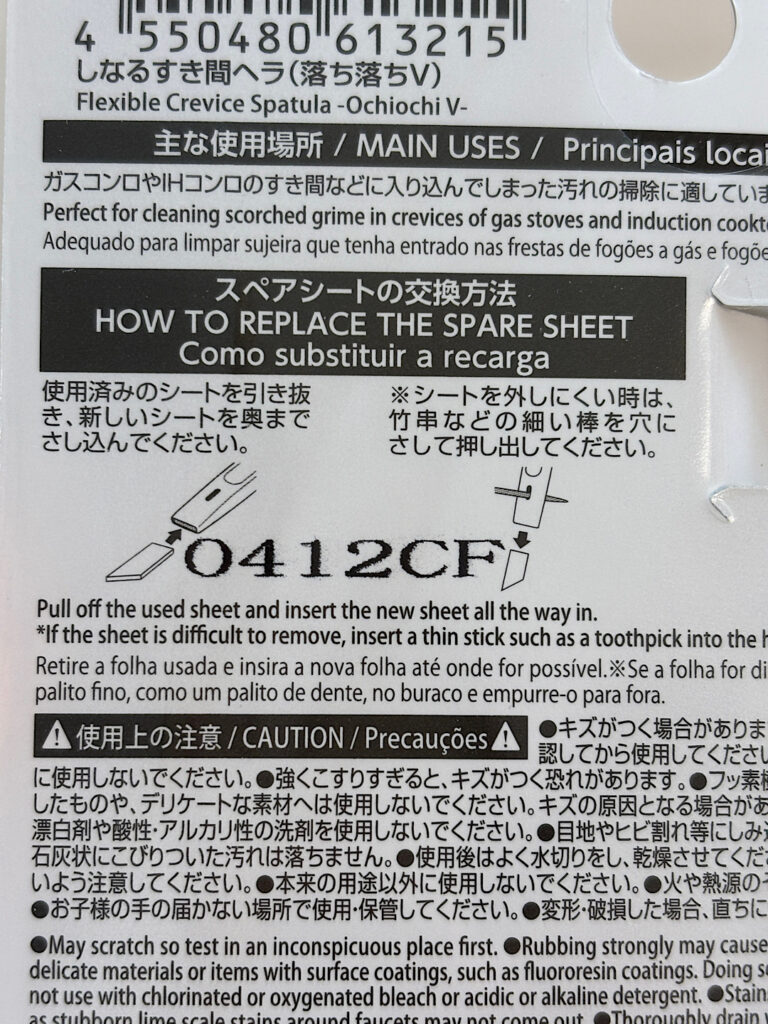 4 550480 613215
しなるすき間ヘラ(落ち落ちV)
Flexible Crevice Spatula -Ochiochi V-
主な使用場所 / MAIN USES / Principais locai
ガスコンロやIHコンロのすき間などに入り込んでしまった汚れの掃除に適していま
Perfect for cleaning scorched grime in crevices of gas stoves and induction cookt
Adequado para limpar sujeira que tenha entrado nas frestas de fogões a gás e fogõe
スペアシートの交換方法
HOW TO REPLACE THE SPARE SHEET
Como substituir a recarga
使用済みのシートを引き抜
き、新しいシートを奥まで
さし込んでください。
※シートを外しにくい時は、
竹串などの細い棒を穴に
さして押し出してください。
0412CF
Pull off the used sheet and insert the new sheet all the way in.
*If the sheet is difficult to remove, insert a thin stick such as a toothpick into the h
Retire a folha usada e insira a nova folha até onde for possível.※Se a folha for di
palito fino, como um palito de dente, no buraco e empurre-o para fora.
⚠使用上の注意 / CAUTION / Precauções⚠
●キズがつく場合がありま
認してから使用してくださ
に使用しないでください。●強くこすりすぎると、キズがつく恐れがあります。●フッ素
したものや、デリケートな素材へは使用しないでください。キズの原因となる場合があ
漂白剤や酸性・アルカリ性の洗剤を使用しないでください。●目地やヒビ割れ等にしみ
石灰状にこびりついた汚れは落ちません。●使用後はよく水切りをし、乾燥させてくだ
いよう注意してください。●本来の用途以外に使用しないでください。●火や熱源の
●お子様の手の届かない場所で使用・保管してください。●変形・破損した場合、直ちに
●May scratch so test in an inconspicuous place first. ●Rubbing strongly may cause
delicate materials or items with surface coatings, such as fluororesin coatings. Doing s
not use with chlorinated or oxygenated bleach or acidic or alkaline detergent. ●Stain
as stubborn lime scale stains around faucets may not come out. ●Thoroughly drain